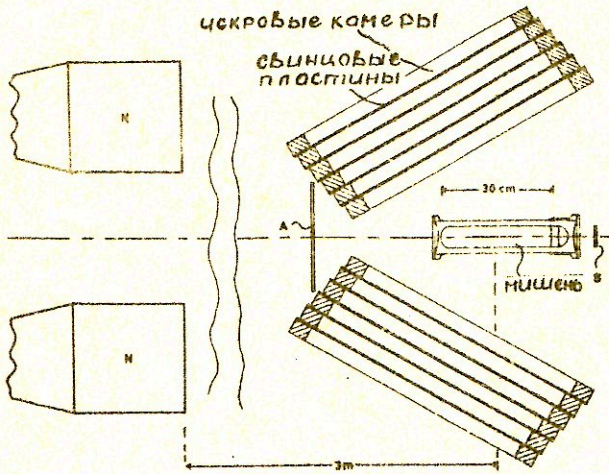 искровые камеры
свинцовые
пластины
N
30 cm
A
мишень
B
N
3m